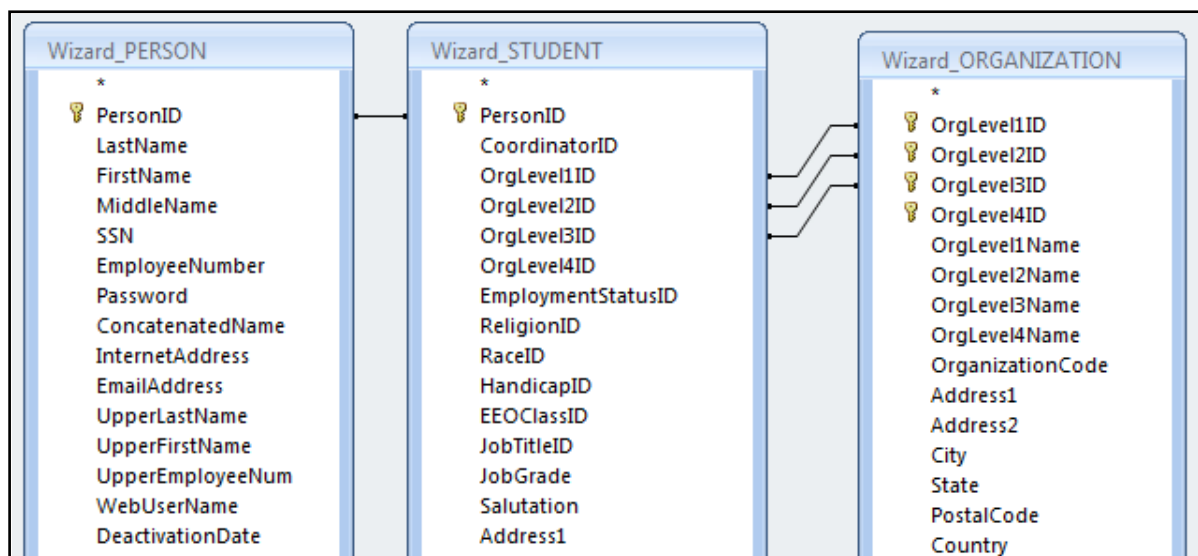 Wizard_PERSON
*
PersonID
LastName
FirstName
MiddleName
SSN
EmployeeNumber
Password
ConcatenatedName
InternetAddress
EmailAddress
UpperLastName
UpperFirstName
UpperEmployeeNum
WebUserName
DeactivationDate
Wizard_STUDENT
*
PersonID
CoordinatorID
OrgLevel1ID
OrgLevel2ID
OrgLevel3ID
OrgLevel4ID
EmploymentStatusID
ReligionID
RaceID
HandicapID
EEOClassID
JobTitleID
JobGrade
Salutation
Address1
Wizard_ORGANIZATION
*
OrgLevel1ID
OrgLevel2ID
OrgLevel3ID
OrgLevel4ID
OrgLevel1Name
OrgLevel2Name
OrgLevel3Name
OrgLevel4Name
OrganizationCode
Address1
Address2
City
State
PostalCode
Country